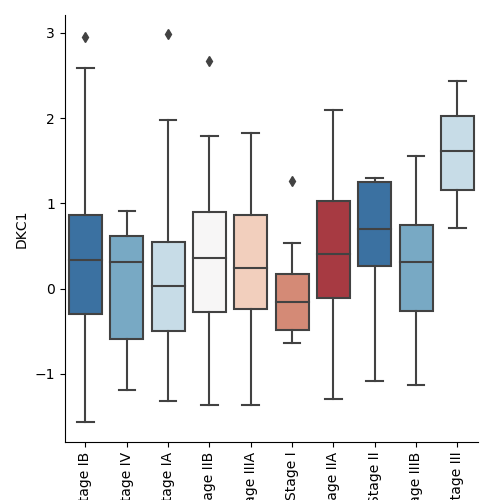 3
2
1
0
−1
DKC1
tage IB
tage IV
tage IA
age IIB
age IIIA
Stage I
age IIA
Stage II
age IIIB
tage III